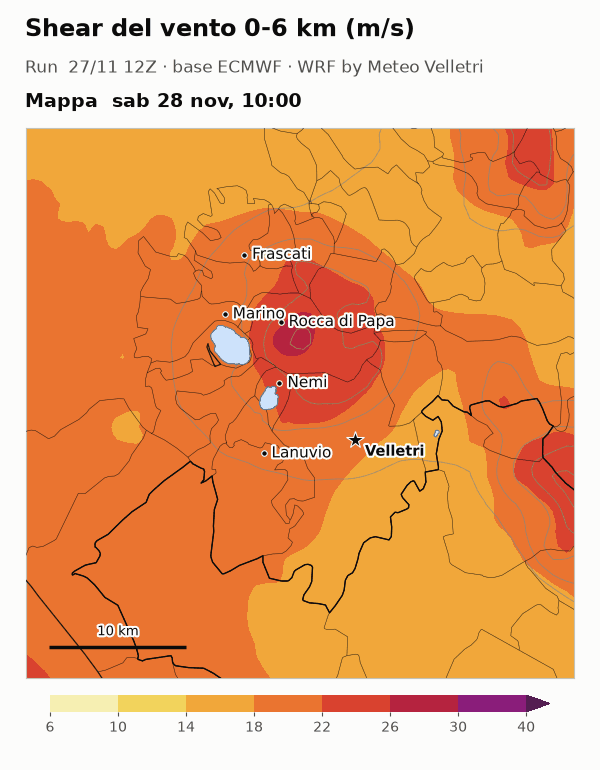 Shear del vento 0-6 km (m/s)
Run  27/11 12Z · base ECMWF · WRF by Meteo Velletri
Mappa  sab 28 nov, 10:00
Frascati
Marino
Rocca di Papa
Nemi
Velletri
Lanuvio
10 km
6 10 14 18 22 26 30 40